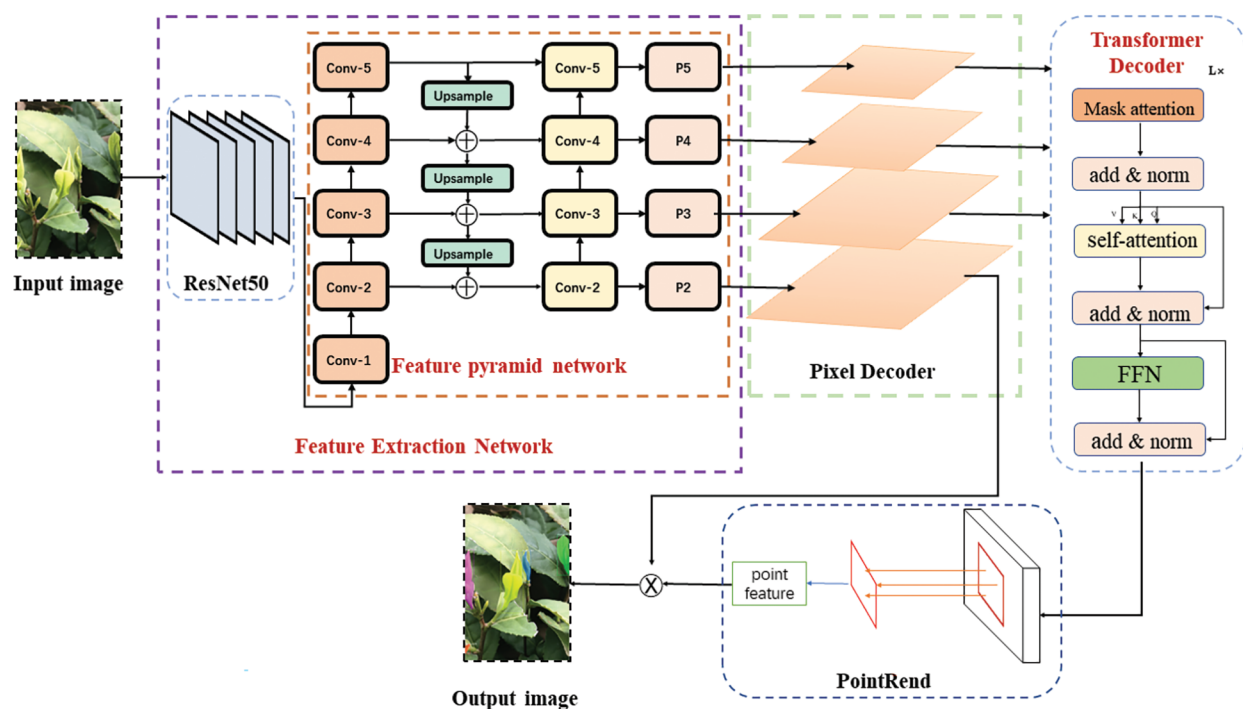 Input image
ResNet50
Conv-5
Conv-4
Conv-3
Conv-2
Conv-1
Upsample
Upsample
Upsample
Conv-5
Conv-4
Conv-3
Conv-2
P5
P4
P3
P2
Feature pyramid network
Feature Extraction Network
Pixel Decoder
Transformer
Decoder
L×
Mask attention
add & norm
V K Q
self-attention
add & norm
FFN
add & norm
point
feature
PointRend
X
Output image